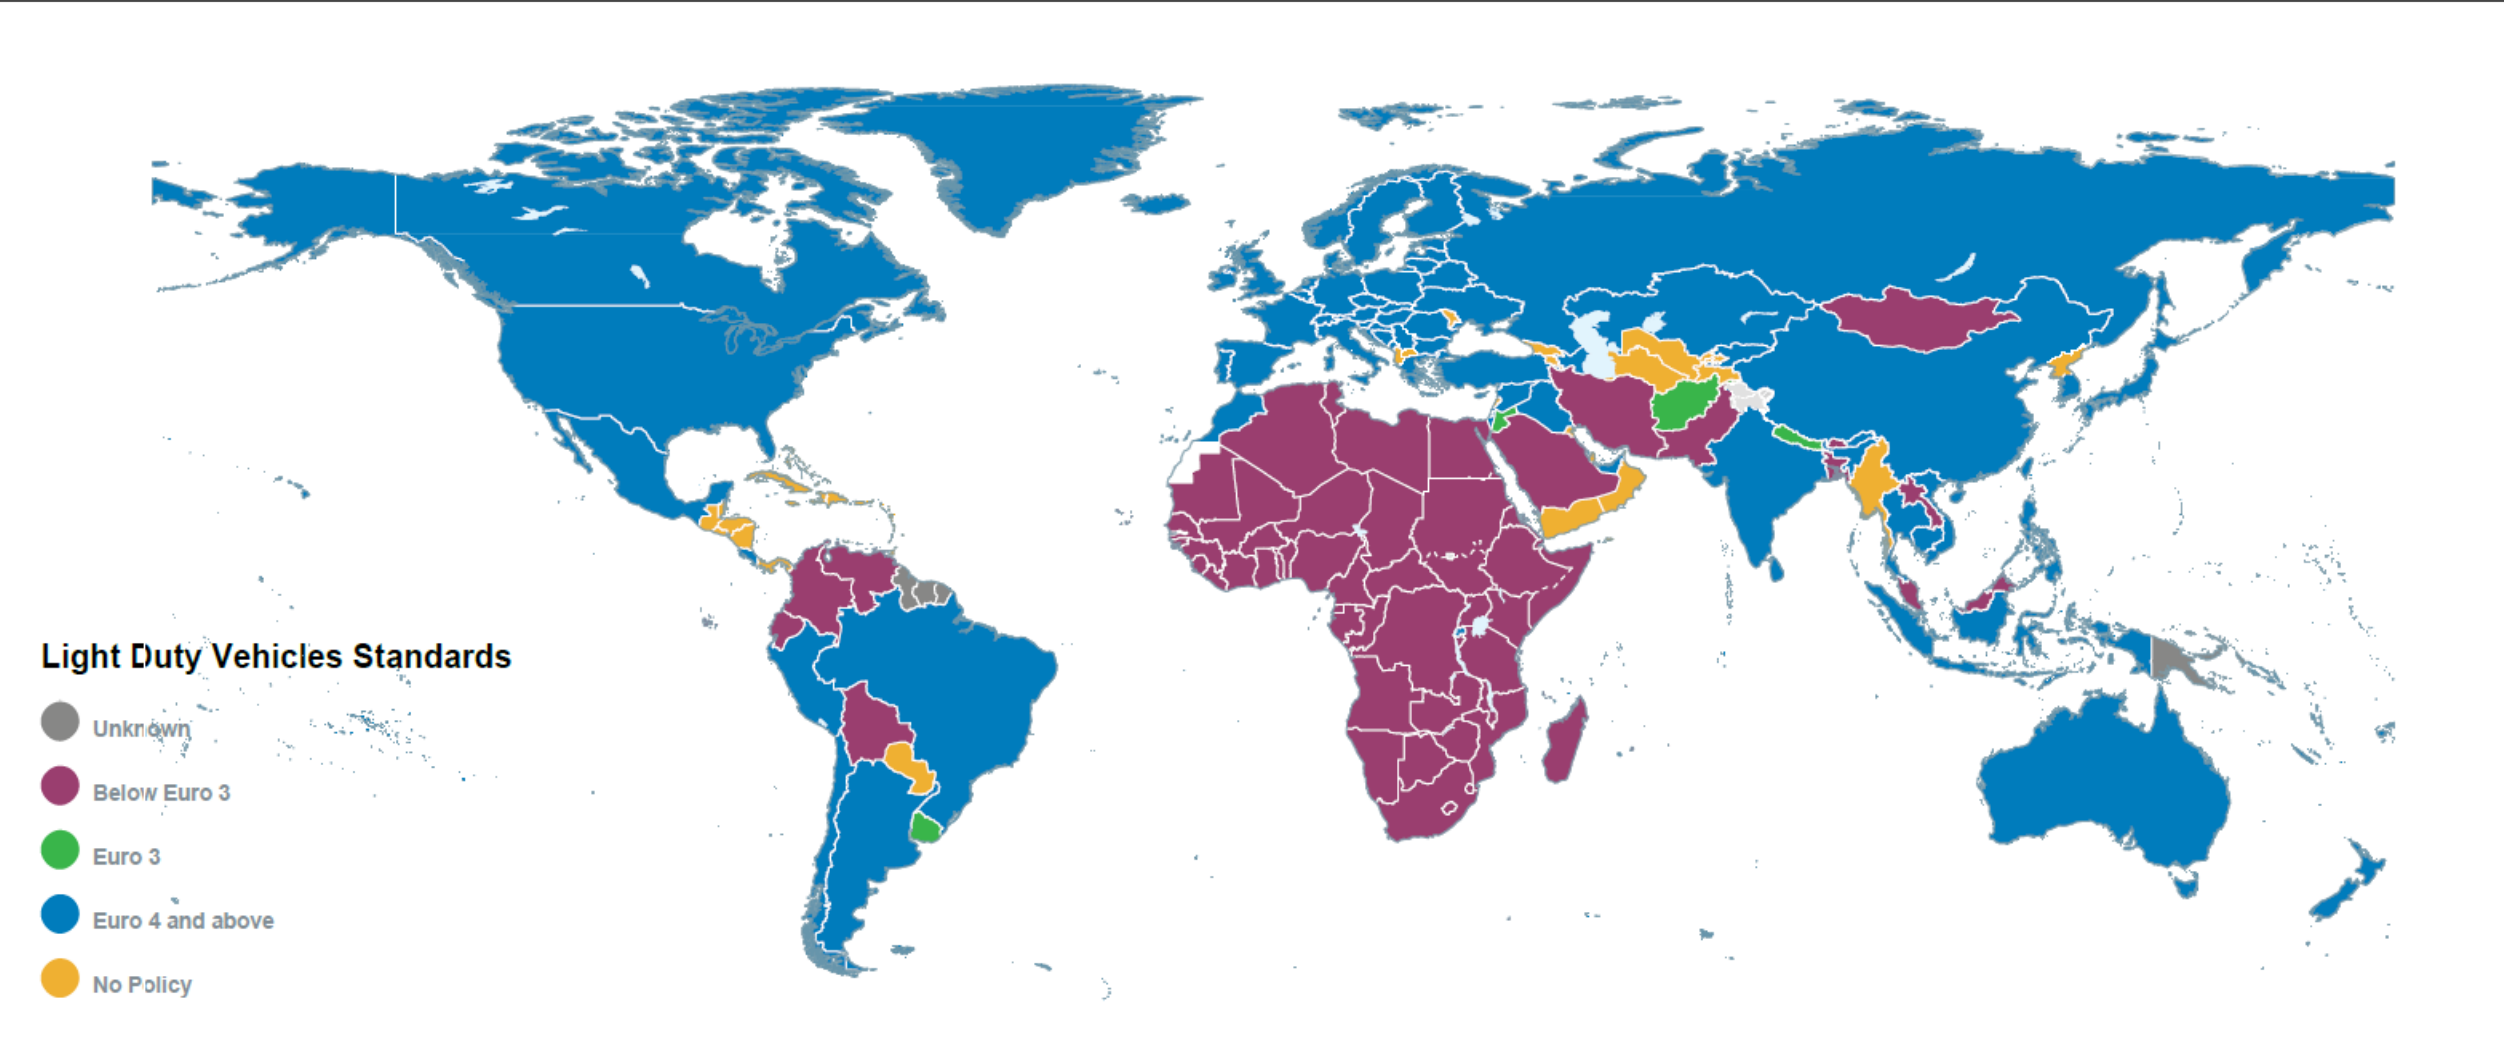 Light Duty Vehicles Standards
Unknown
Below Euro 3
Euro 3
Euro 4 and above
No Policy